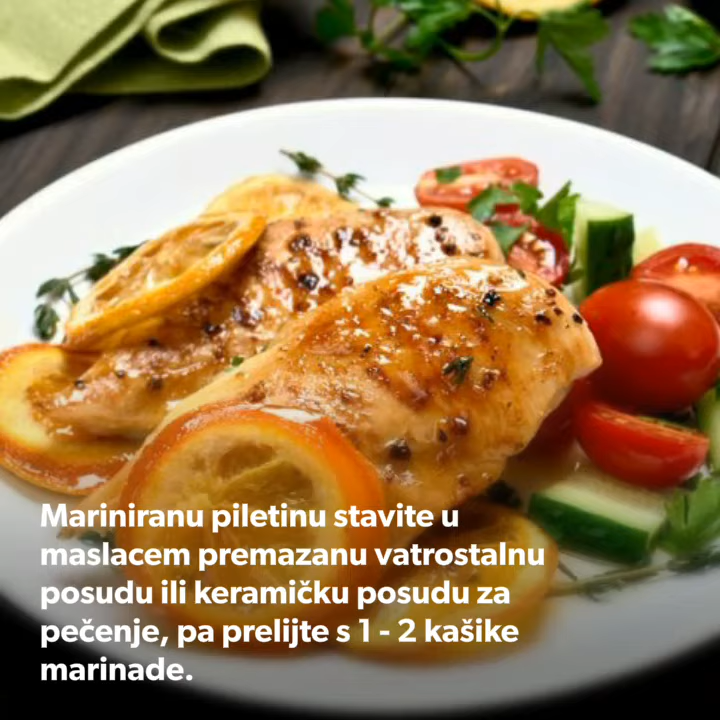 Mariniranu piletinu stavite u
maslacem premazanu vatrostalnu
posudu ili keramičku posudu za
pečenje, pa prelijte s 1 - 2 kašike
marinade.